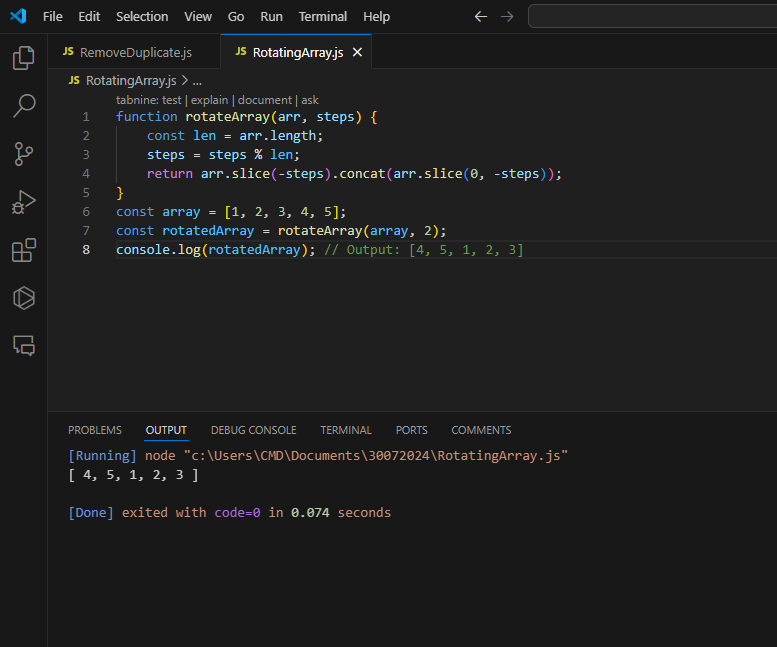 File Edit Selection View Go Run Terminal Help
JS RemoveDuplicate.js JS RotatingArray.js
JS RotatingArray.js > ...
tabnine: test | explain | document | ask
1 function rotateArray(arr, steps) {
2 const len = arr.length;
3 steps = steps % len;
4 return arr.slice(-steps).concat(arr.slice(0, -steps));
5 }
6 const array = [1, 2, 3, 4, 5];
7 const rotatedArray = rotateArray(array, 2);
8 console.log(rotatedArray); // Output: [4, 5, 1, 2, 3]
PROBLEMS OUTPUT DEBUG CONSOLE TERMINAL PORTS COMMENTS
[Running] node "c:\Users\CMD\Documents\30072024\RotatingArray.js"
[ 4, 5, 1, 2, 3 ]
[Done] exited with code=0 in 0.074 seconds